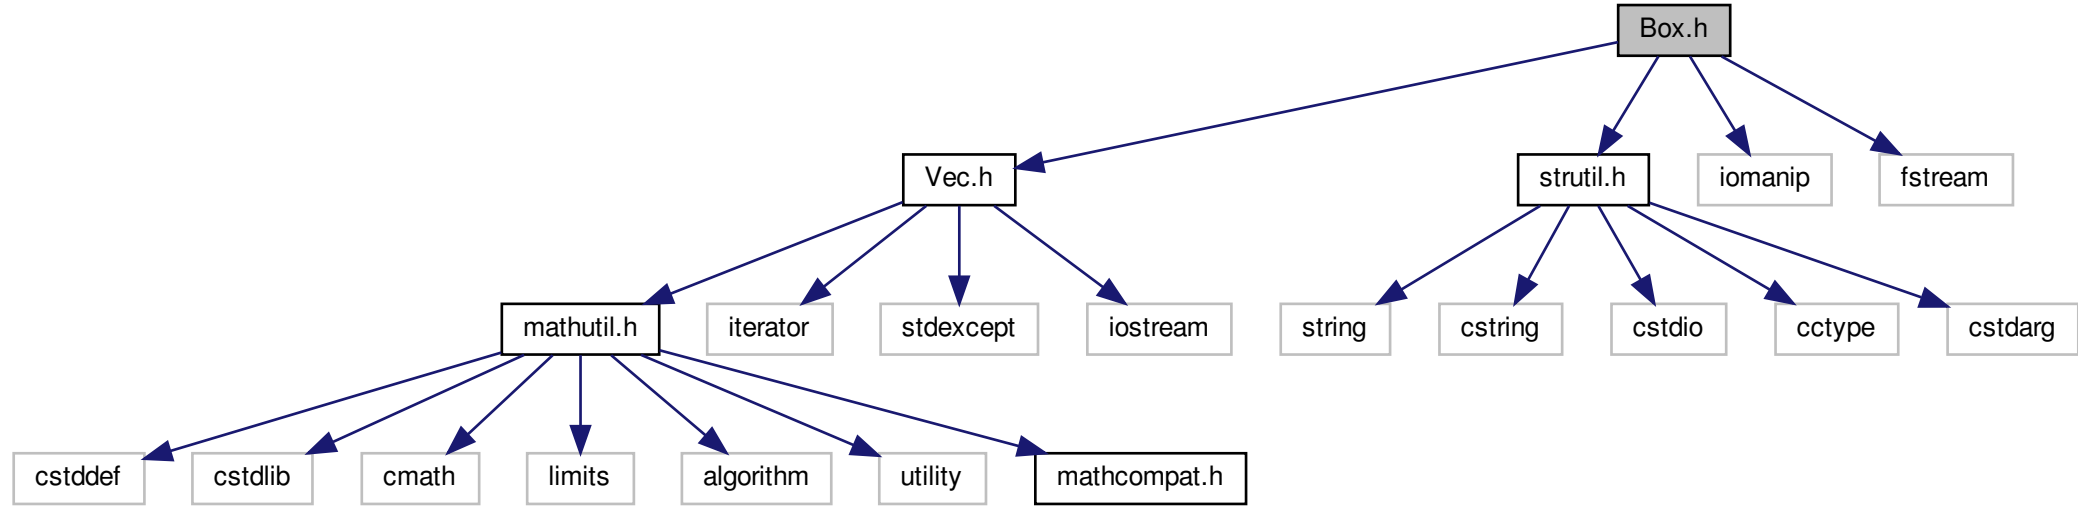 Box.h
Vec.h
strutil.h
iomanip
fstream
mathutil.h
iterator
stdexcept
iostream
string
cstring
cstdio
cctype
cstdarg
cstddef
cstdlib
cmath
limits
algorithm
utility
mathcompat.h